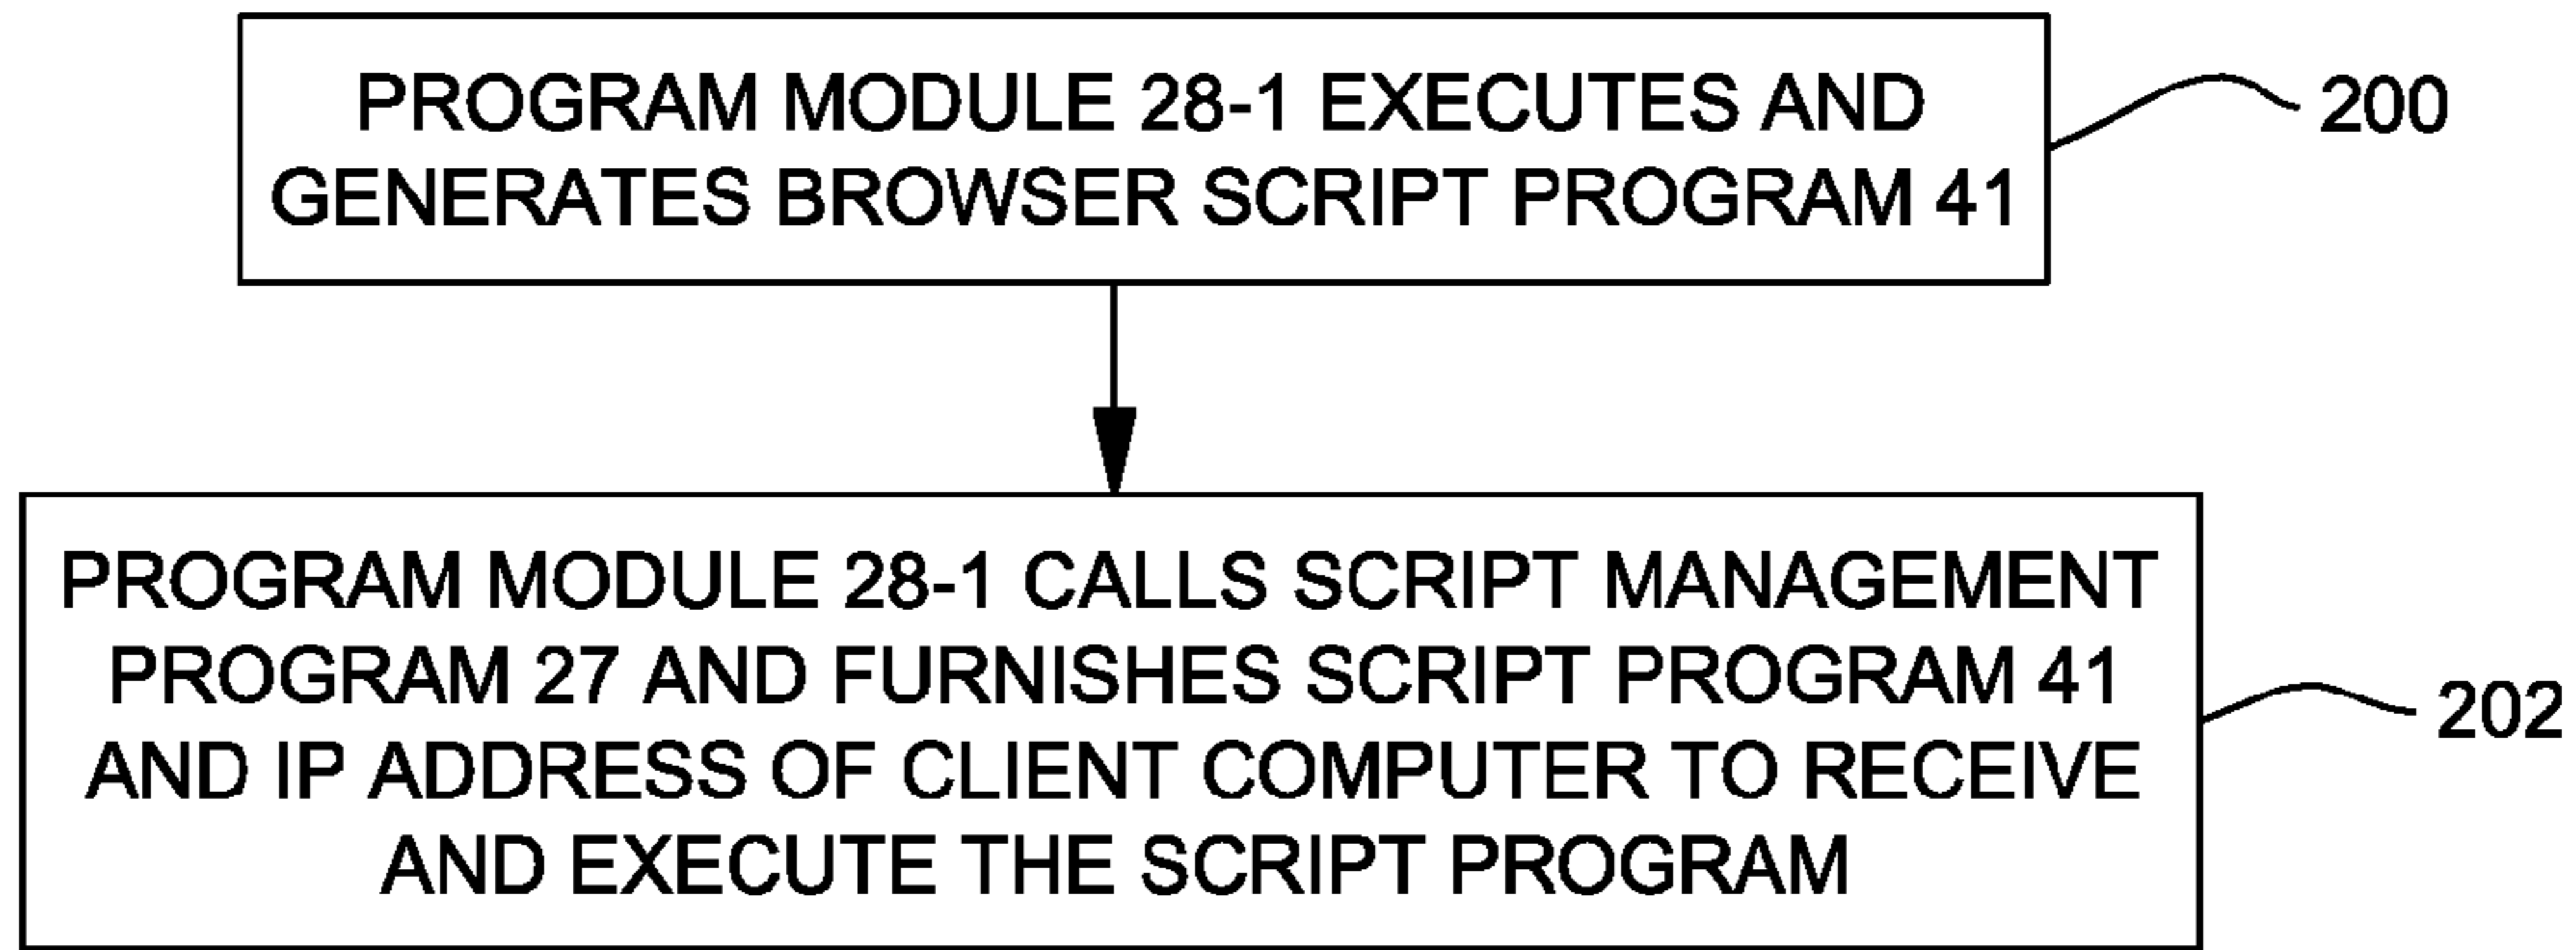 PROGRAM MODULE 28-1 EXECUTES AND
GENERATES BROWSER SCRIPT PROGRAM 41
200
PROGRAM MODULE 28-1 CALLS SCRIPT MANAGEMENT
PROGRAM 27 AND FURNISHES SCRIPT PROGRAM 41
AND IP ADDRESS OF CLIENT COMPUTER TO RECEIVE
AND EXECUTE THE SCRIPT PROGRAM
202